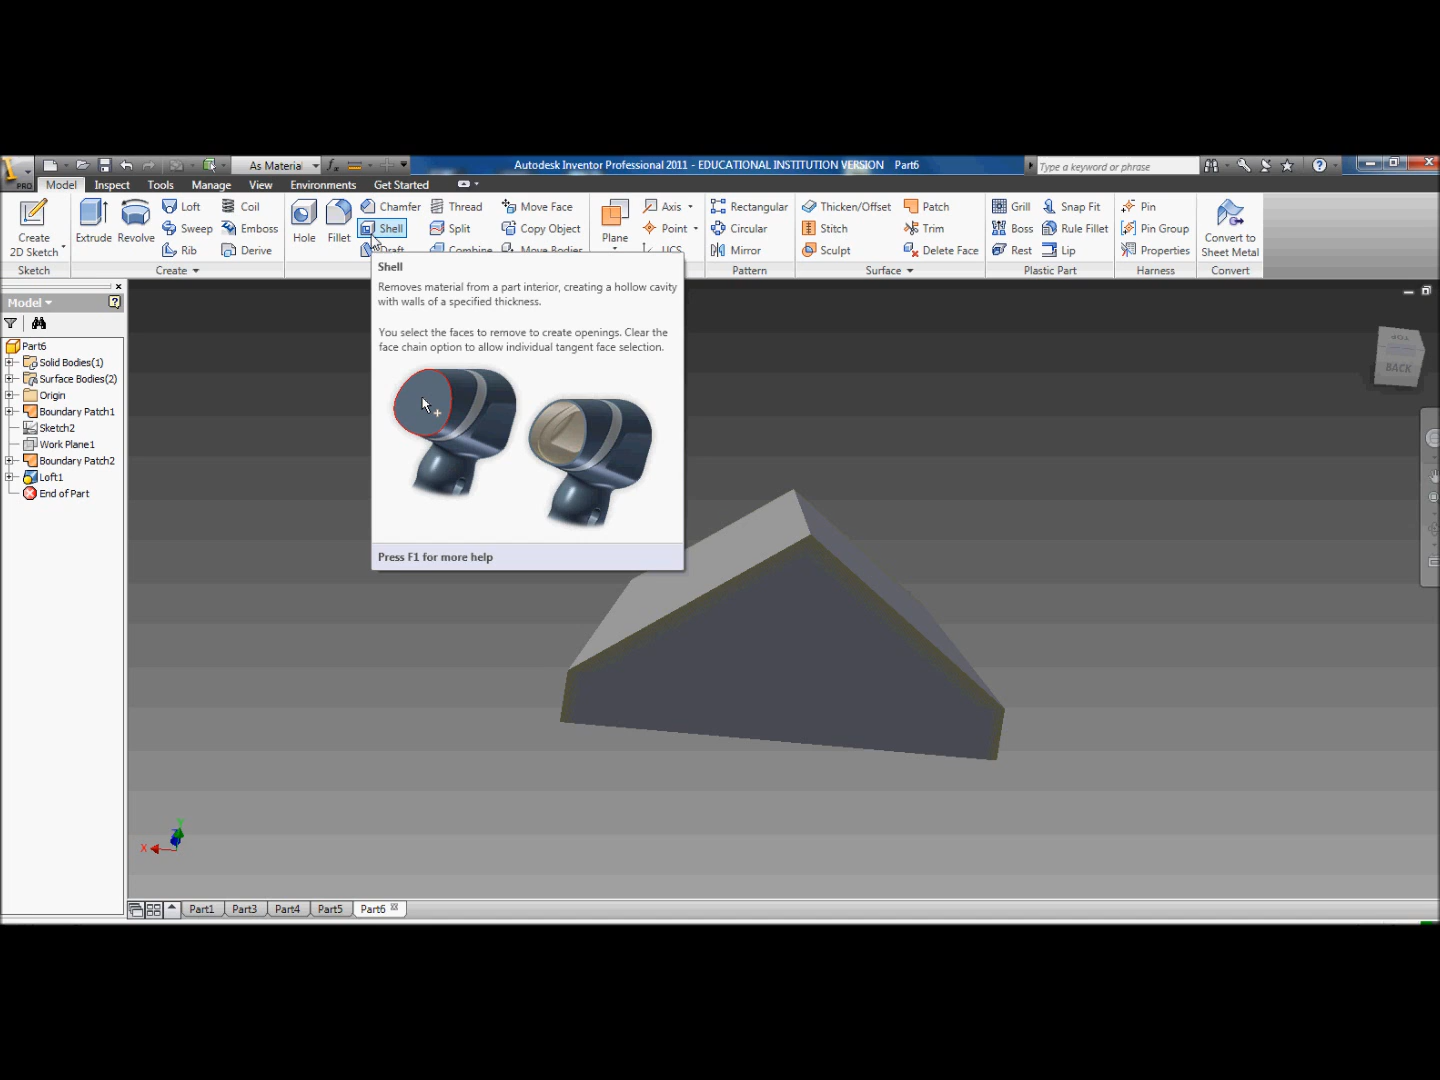 PRO
As Material
Autodesk Inventor Professional 2011 - EDUCATIONAL INSTITUTION VERSION Part6
Type a keyword or phrase
Model Inspect Tools Manage View Environments Get Started
Create
2D Sketch
Extrude
Revolve
Loft
Sweep
Rib
Coil
Emboss
Derive
Hole
Fillet
Chamfer
Shell
Draft
Thread
Split
Combine
Move Face
Copy Object
Move Bodies
Plane
Axis
Point
UCS
Rectangular
Circular
Mirror
Thicken/Offset
Stitch
Sculpt
Patch
Trim
Delete Face
Grill
Boss
Rest
Snap Fit
Rule Fillet
Lip
Pin
Pin Group
Properties
Convert to
Sheet Metal
Sketch Create Pattern Surface Plastic Part Harness Convert
Shell
Removes material from a part interior, creating a hollow cavity
with walls of a specified thickness.
You select the faces to remove to create openings. Clear the
face chain option to allow individual tangent face selection.
Press F1 for more help
Model
Part6
Solid Bodies(1)
Surface Bodies(2)
Origin
Boundary Patch1
Sketch2
Work Plane1
Boundary Patch2
Loft1
End of Part
TOP
BACK
Y
Z
X
Part1 Part3 Part4 Part5 Part6